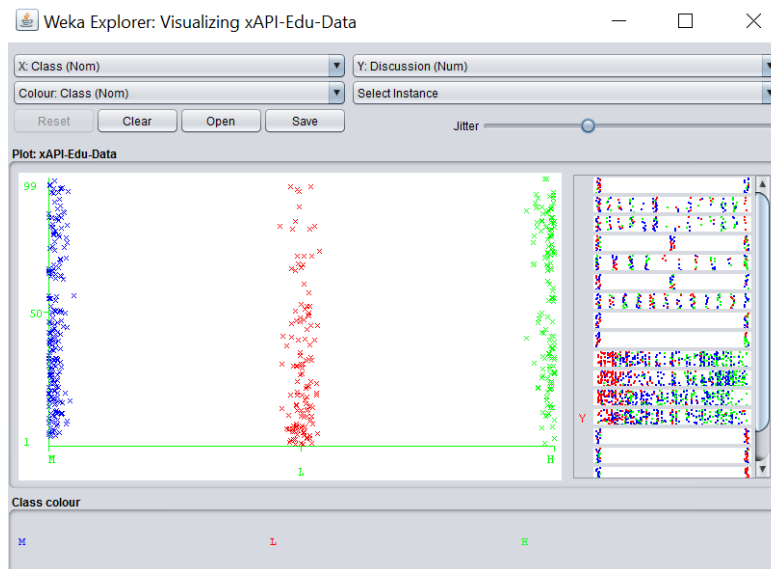 Weka Explorer: Visualizing xAPI-Edu-Data
X: Class (Nom) Y: Discussion (Num)
Colour: Class (Nom) Select Instance
Reset Clear Open Save Jitter
Plot: xAPI-Edu-Data
99
50
1
M L H
Y
Class colour
M L H